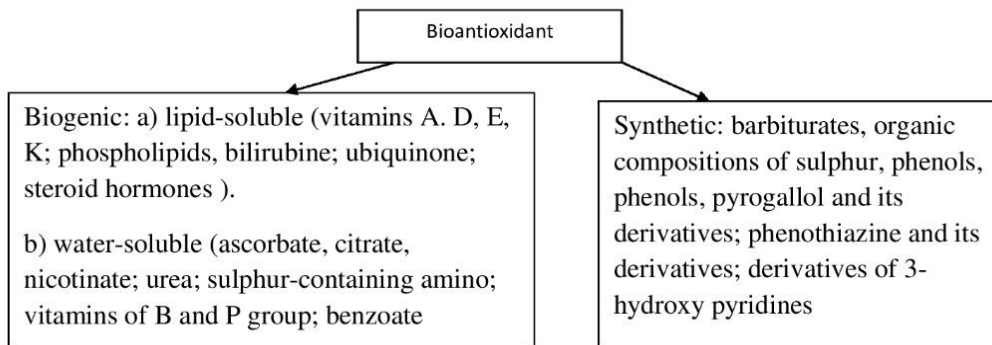 Bioantioxidant
Biogenic: a) lipid-soluble (vitamins A. D, E,
K; phospholipids, bilirubine; ubiquinone;
steroid hormones ).
b) water-soluble (ascorbate, citrate,
nicotinate; urea; sulphur-containing amino;
vitamins of B and P group; benzoate
Synthetic: barbiturates, organic
compositions of sulphur, phenols,
phenols, pyrogallol and its
derivatives; phenothiazine and its
derivatives; derivatives of 3-
hydroxy pyridines